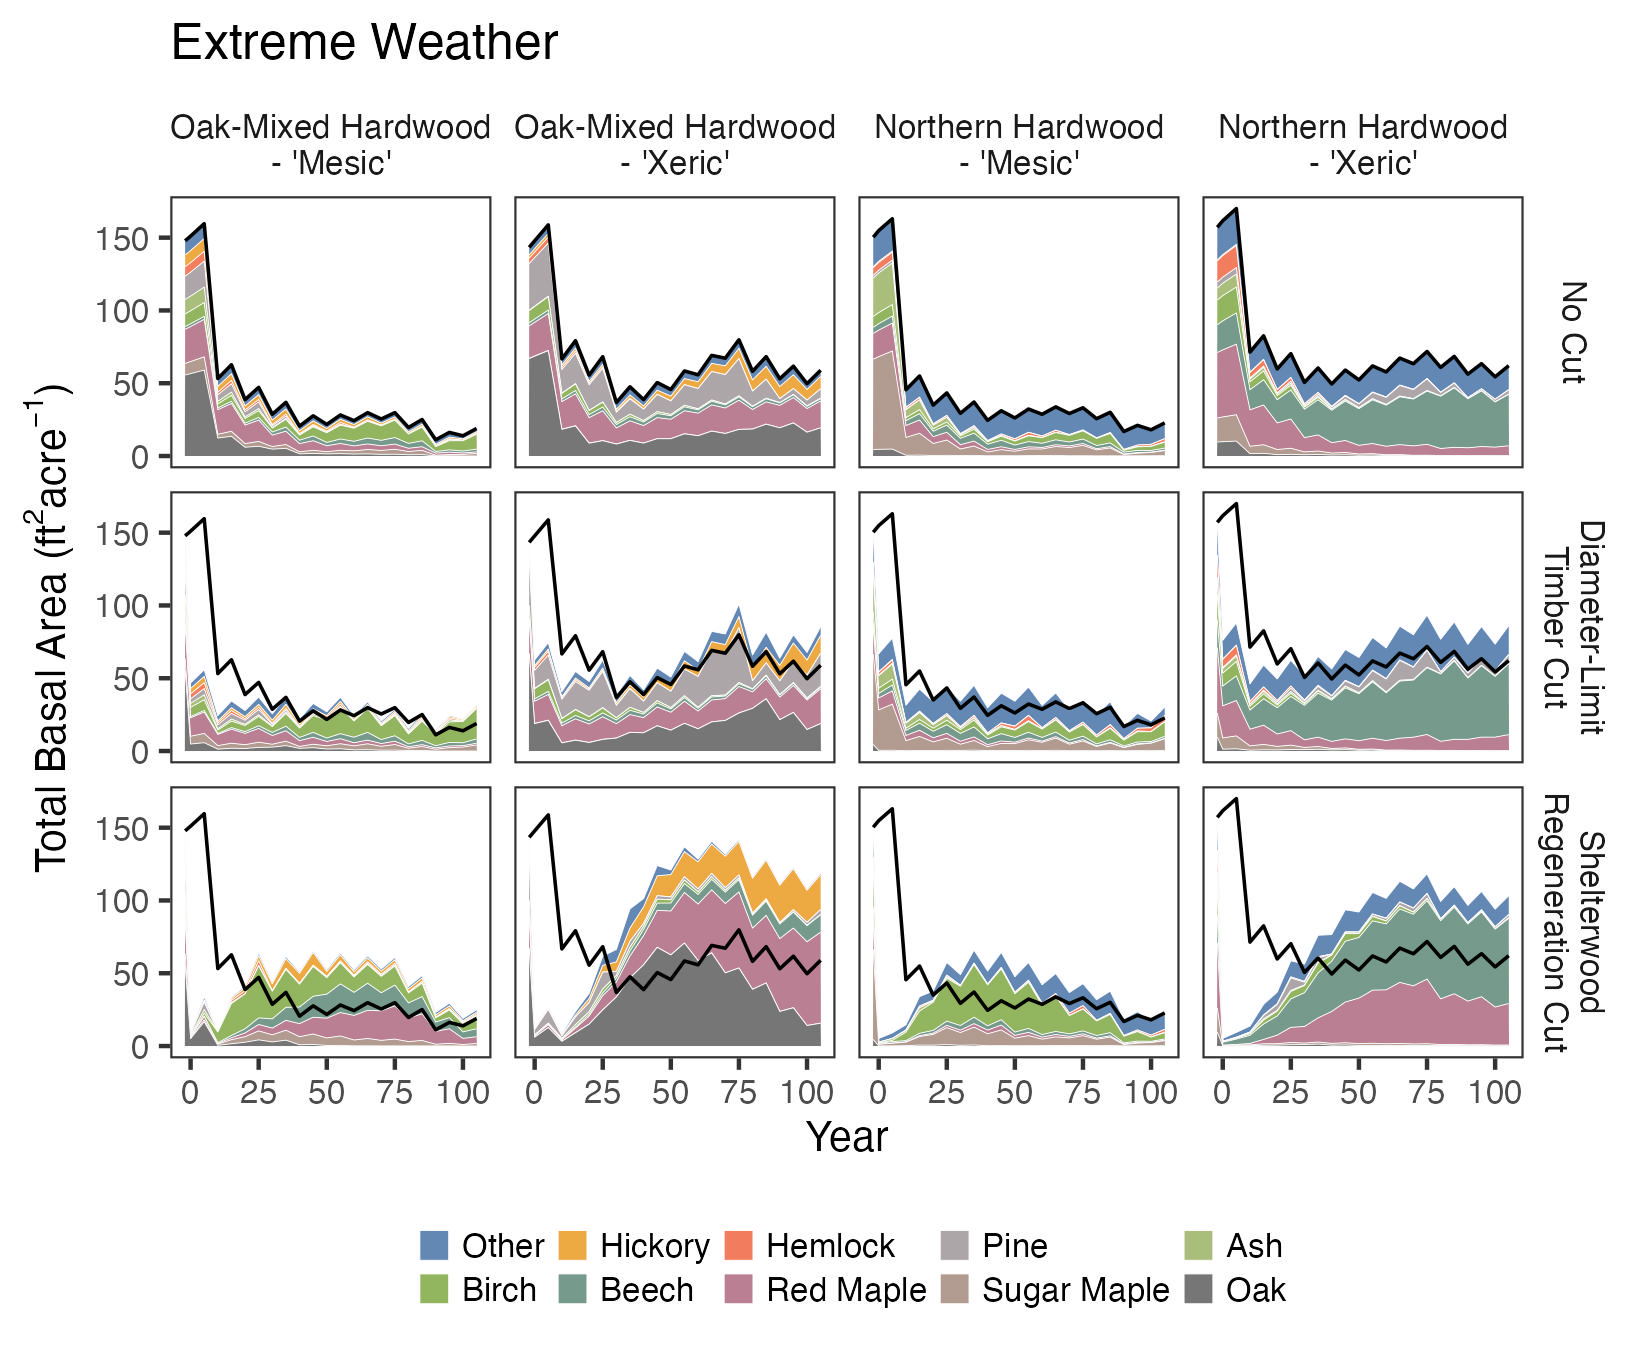 Extreme Weather
Oak-Mixed Hardwood
- 'Mesic'
Oak-Mixed Hardwood
- 'Xeric'
Northern Hardwood
- 'Mesic'
Northern Hardwood
- 'Xeric'
Total Basal Area (ft²acre⁻¹)
150
100
50
0
No Cut
150
100
50
0
Diameter-Limit
Timber Cut
150
100
50
0
Shelterwood
Regeneration Cut
0 25 50 75 100
0 25 50 75 100
0 25 50 75 100
0 25 50 75 100
Year
Other Hickory Hemlock Pine Ash
Birch Beech Red Maple Sugar Maple Oak